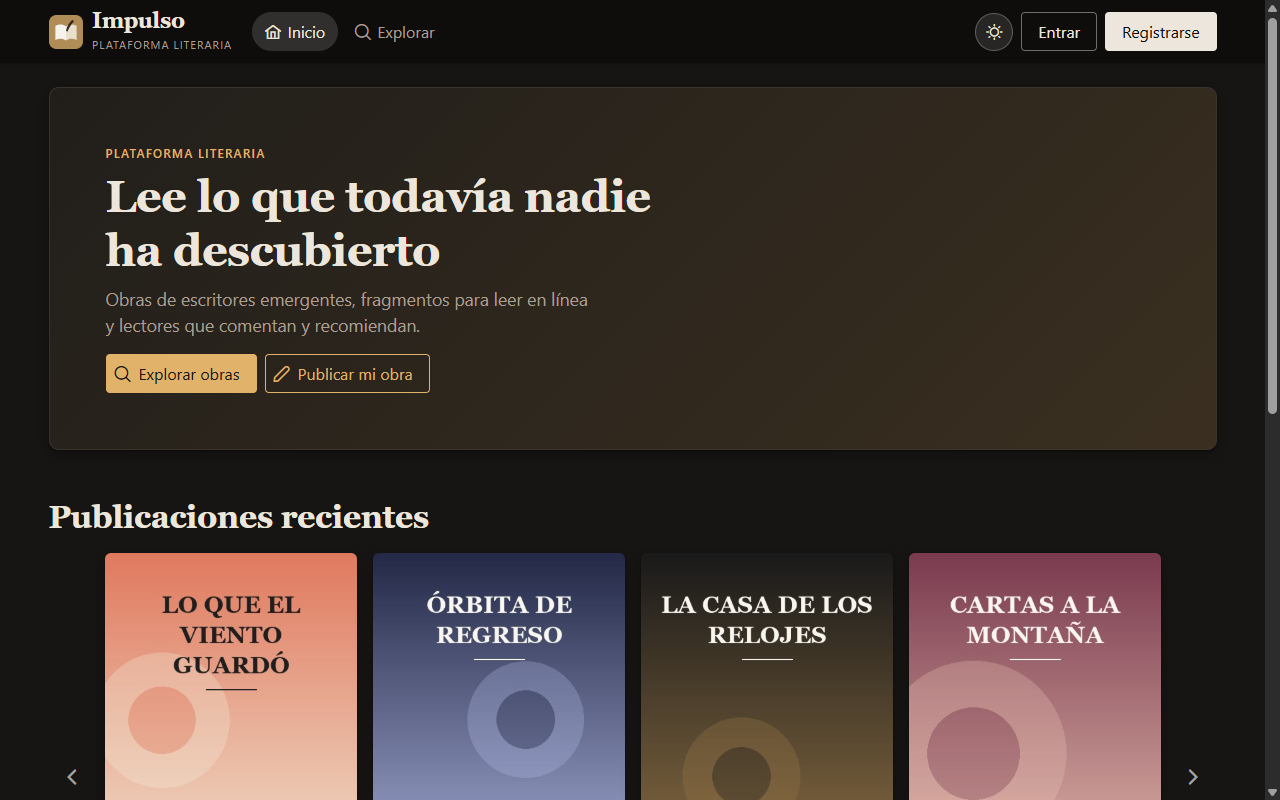 Impulso
PLATAFORMA LITERARIA
Inicio
Explorar
Entrar
Registrarse
PLATAFORMA LITERARIA
Lee lo que todavía nadie
ha descubierto
Obras de escritores emergentes, fragmentos para leer en línea
y lectores que comentan y recomiendan.
Explorar obras
Publicar mi obra
Publicaciones recientes
LO QUE EL
VIENTO
GUARDÓ
ÓRBITA DE
REGRESO
LA CASA DE LOS
RELOJES
CARTAS A LA
MONTAÑA